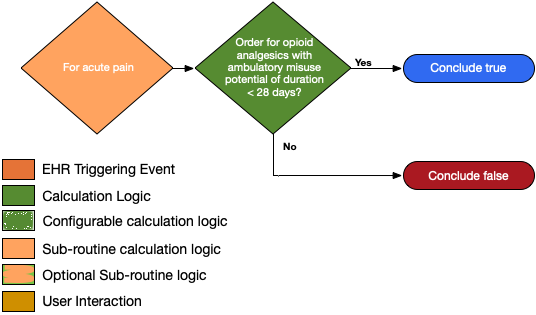 For acute pain
Order for opioid
analgesics with
ambulatory misuse
potential of duration
< 28 days?
Yes
Conclude true
No
Conclude false
EHR Triggering Event
Calculation Logic
Configurable calculation logic
Sub-routine calculation logic
Optional Sub-routine logic
User Interaction